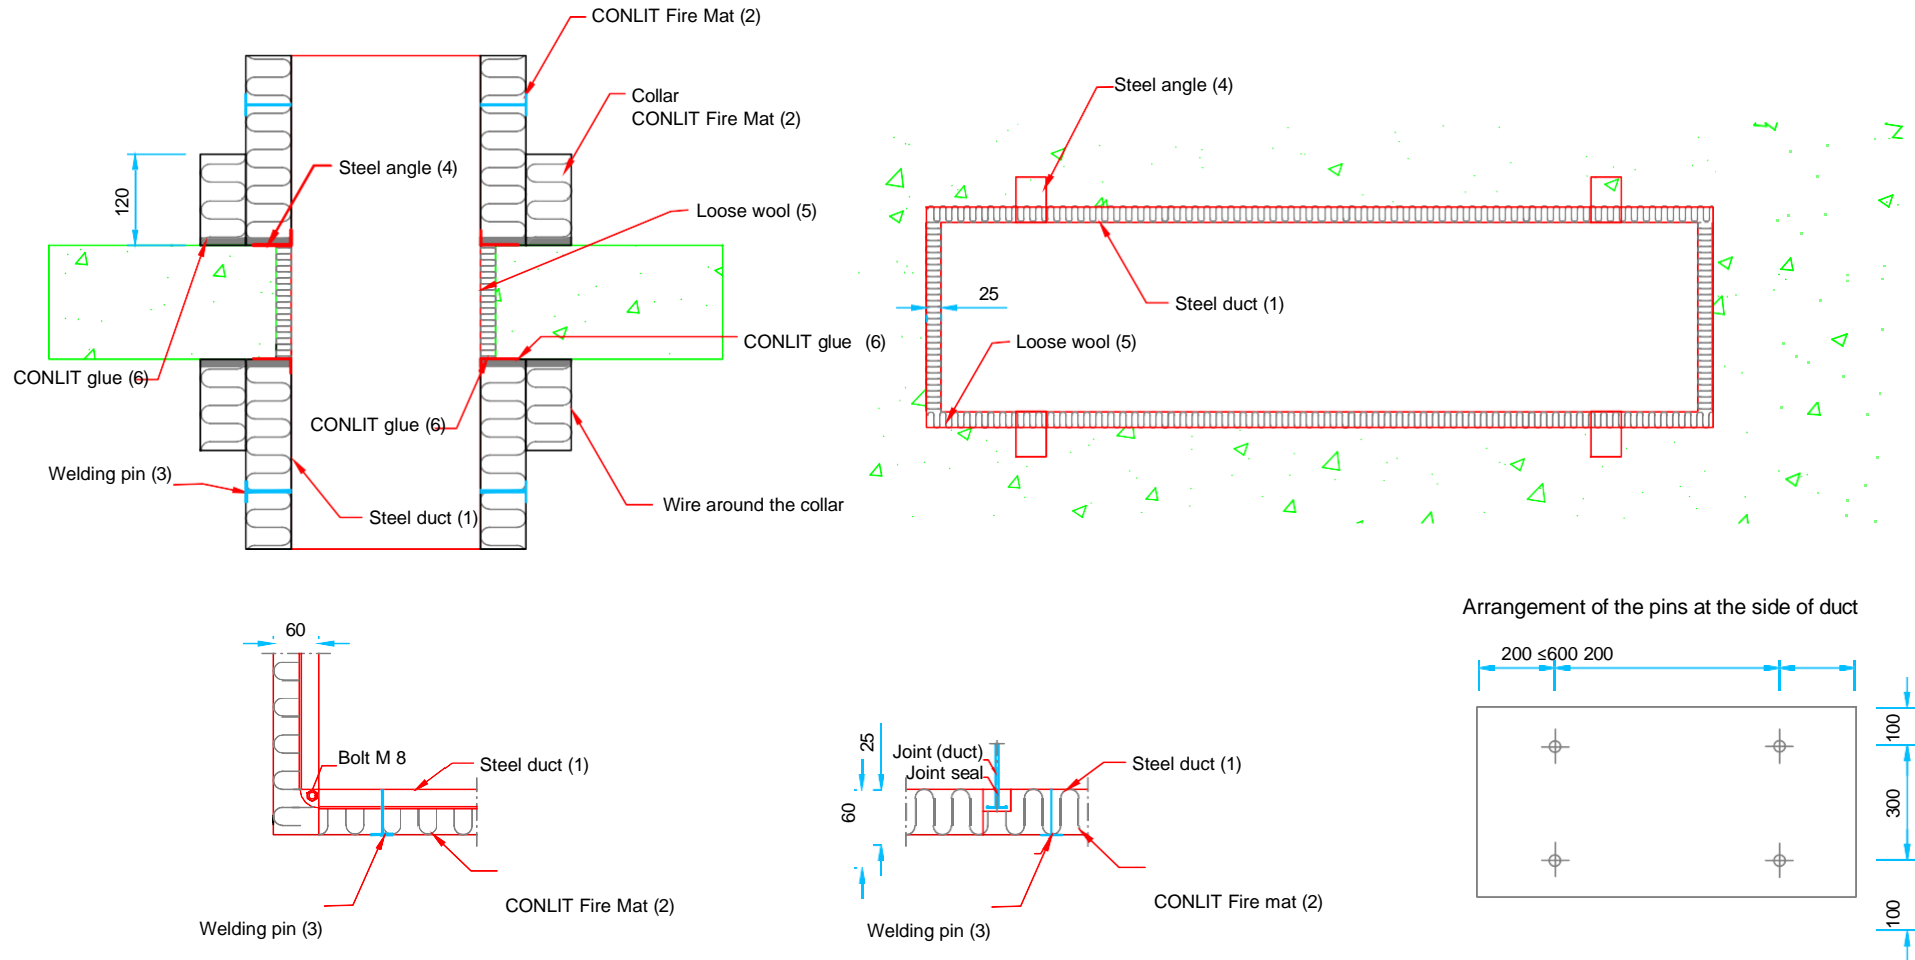 CONLIT Fire Mat (2)
Collar
CONLIT Fire Mat (2)
Steel angle (4)
120
Loose wool (5)
CONLIT glue (6)
CONLIT glue (6)
CONLIT glue (6)
Welding pin (3)
Steel duct (1)
Wire around the collar
Steel angle (4)
25
Steel duct (1)
Loose wool (5)
60
Bolt M 8
Steel duct (1)
CONLIT Fire Mat (2)
Welding pin (3)
25
60
Joint (duct)
Joint seal
Steel duct (1)
CONLIT Fire mat (2)
Welding pin (3)
Arrangement of the pins at the side of duct
200 ≤600 200
100
300
100